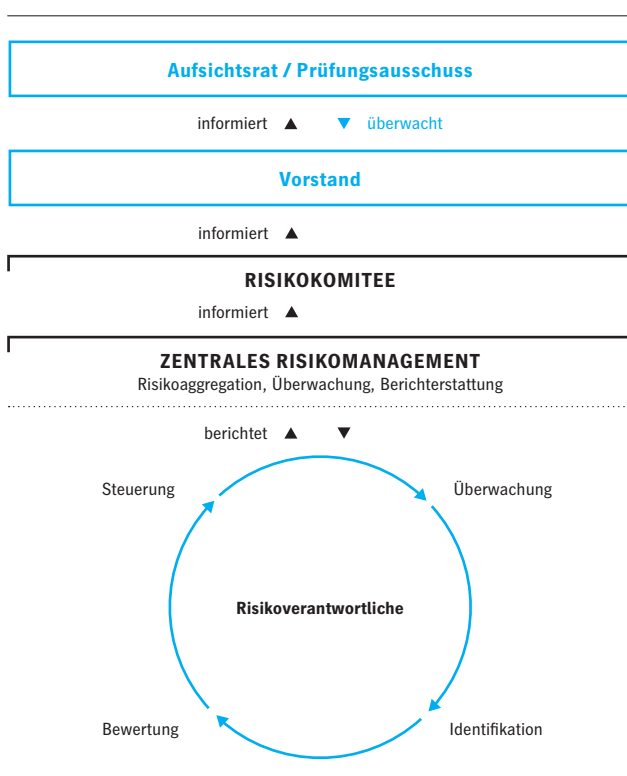 Aufsichtsrat / Prüfungsausschuss
informiert ▲ ▼ überwacht
Vorstand
informiert ▲
RISIKOKOMITEE
informiert ▲
ZENTRALES RISIKOMANAGEMENT
Risikoaggregation, Überwachung, Berichterstattung
berichtet ▲ ▼
Steuerung
Überwachung
Risikoverantwortliche
Bewertung
Identifikation